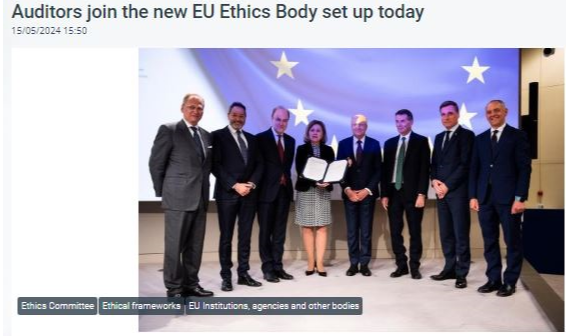 Auditors join the new EU Ethics Body set up today
15/05/2024 15:50
Ethics Committee Ethical frameworks EU Institutions, agencies and other bodies